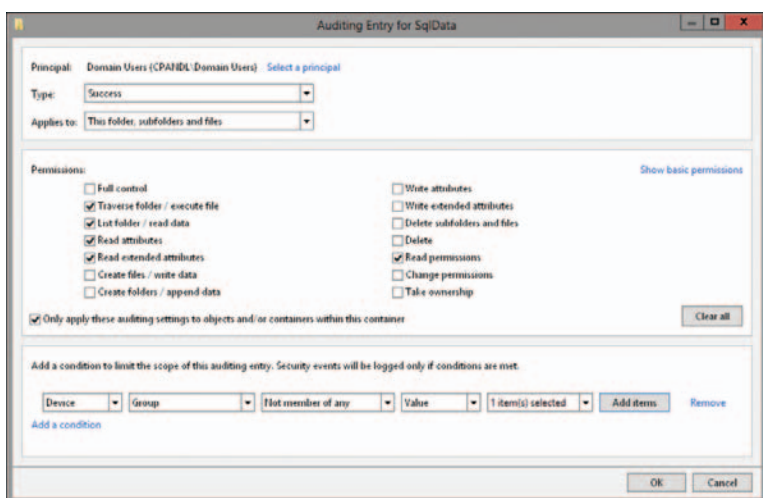 Auditing Entry for SqlData
Principal: Domain Users (CPANDL\Domain Users) Select a principal
Type: Success
Applies to: This folder, subfolders and files
Permissions: Show basic permissions
Full control Write attributes
Traverse folder / execute file Write extended attributes
List folder / read data Delete subfolders and files
Read attributes Delete
Read extended attributes Read permissions
Create files / write data Change permissions
Create folders / append data Take ownership
Only apply these auditing settings to objects and/or containers within this container Clear all
Add a condition to limit the scope of this auditing entry. Security events will be logged only if conditions are met.
Device Group Not member of any Value 1 item(s) selected Add items Remove
Add a condition
OK Cancel